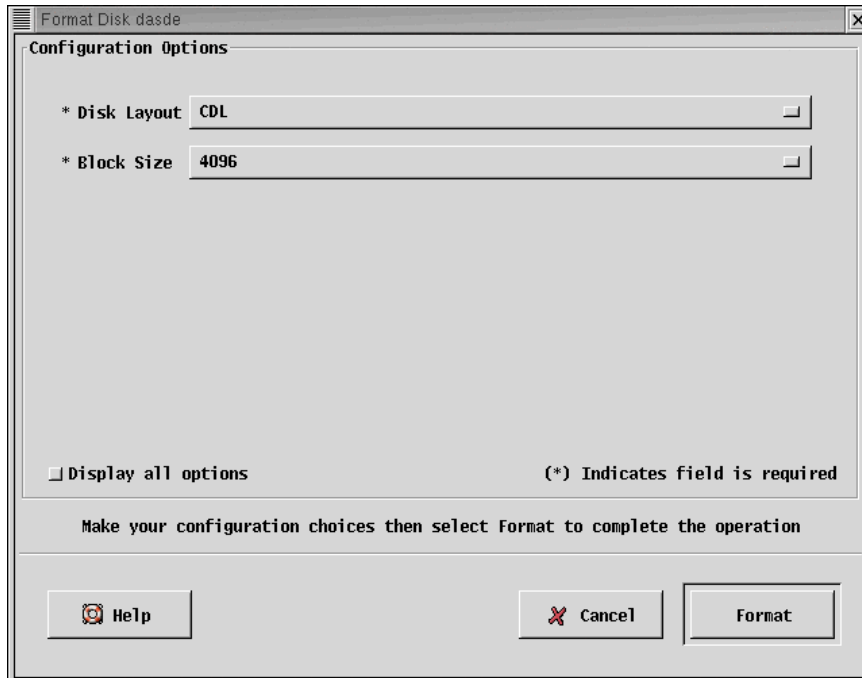 Format Disk dasde
Configuration Options
* Disk Layout CDL
* Block Size 4096
Display all options (*) Indicates field is required
Make your configuration choices then select Format to complete the operation
Help Cancel Format